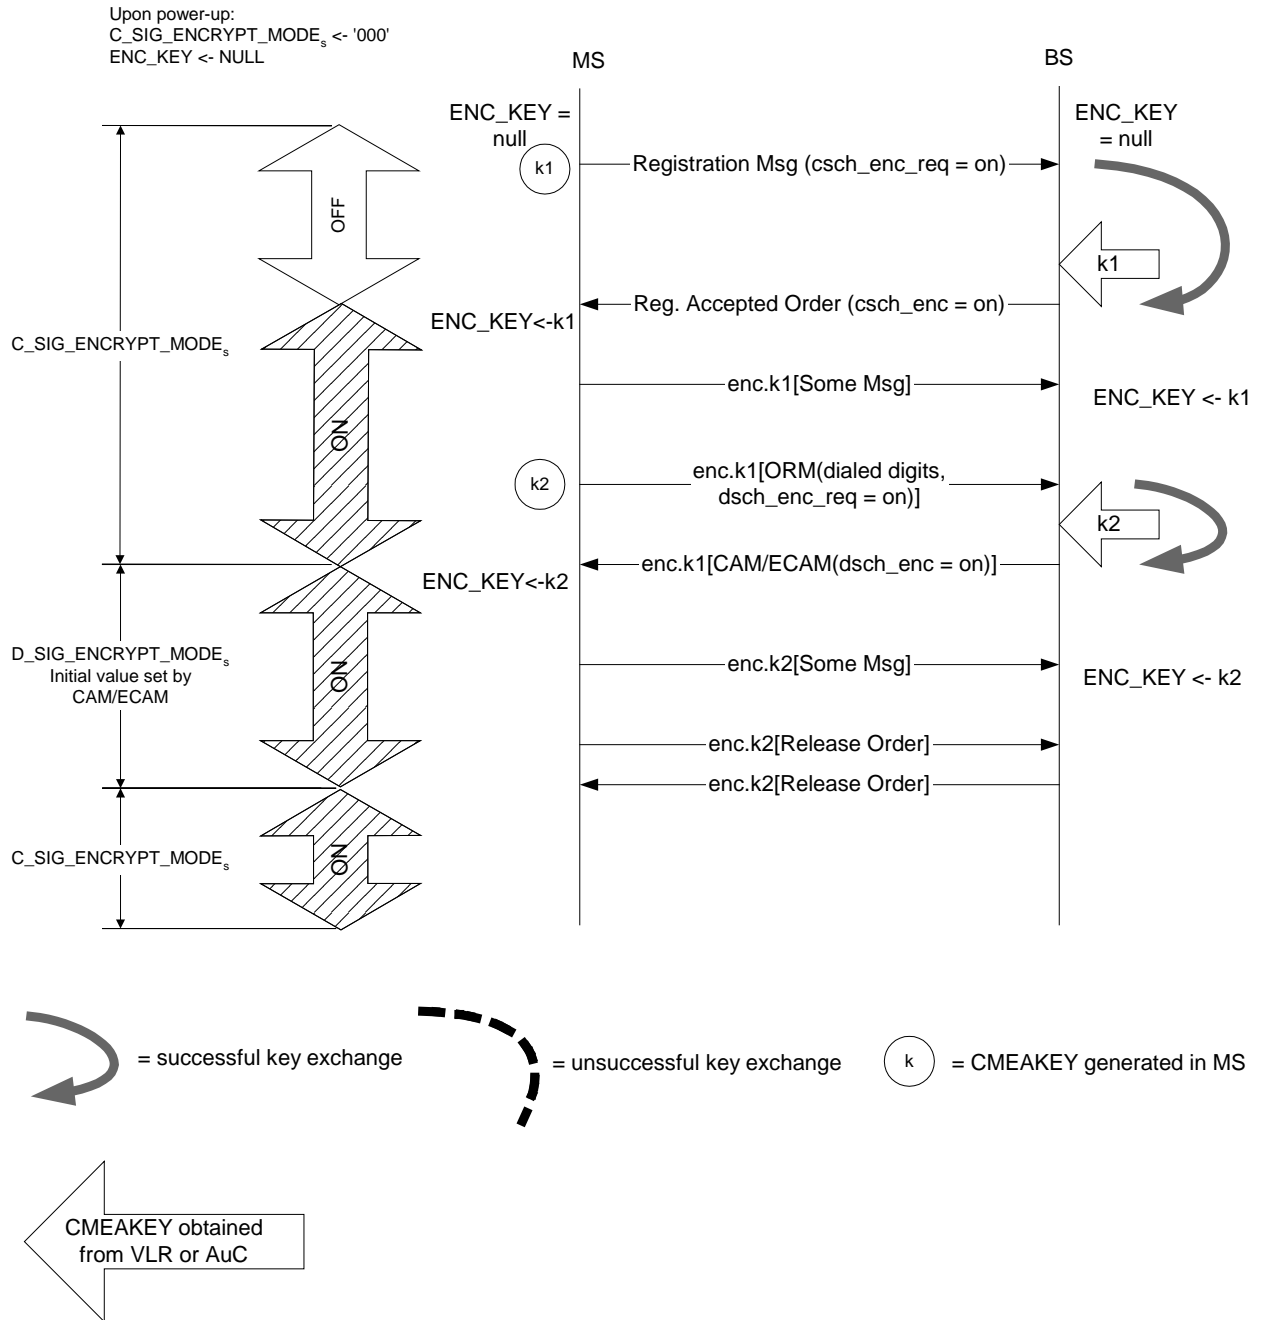 Upon power-up:
C_SIG_ENCRYPT_MODEs <- '000'
ENC_KEY <- NULL
MS
BS
ENC_KEY =
null
ENC_KEY
= null
k1
Registration Msg (csch_enc_req = on)
OFF
k1
Reg. Accepted Order (csch_enc = on)
ENC_KEY<-k1
C_SIG_ENCRYPT_MODEs
enc.k1[Some Msg]
ENC_KEY <- k1
ON
k2
enc.k1[ORM(dialed digits,
dsch_enc_req = on)]
k2
enc.k1[CAM/ECAM(dsch_enc = on)]
ENC_KEY<-k2
D_SIG_ENCRYPT_MODEs
Initial value set by
CAM/ECAM
ON
enc.k2[Some Msg]
ENC_KEY <- k2
enc.k2[Release Order]
enc.k2[Release Order]
C_SIG_ENCRYPT_MODEs
ON
= successful key exchange
= unsuccessful key exchange
k
= CMEAKEY generated in MS
CMEAKEY obtained
from VLR or AuC